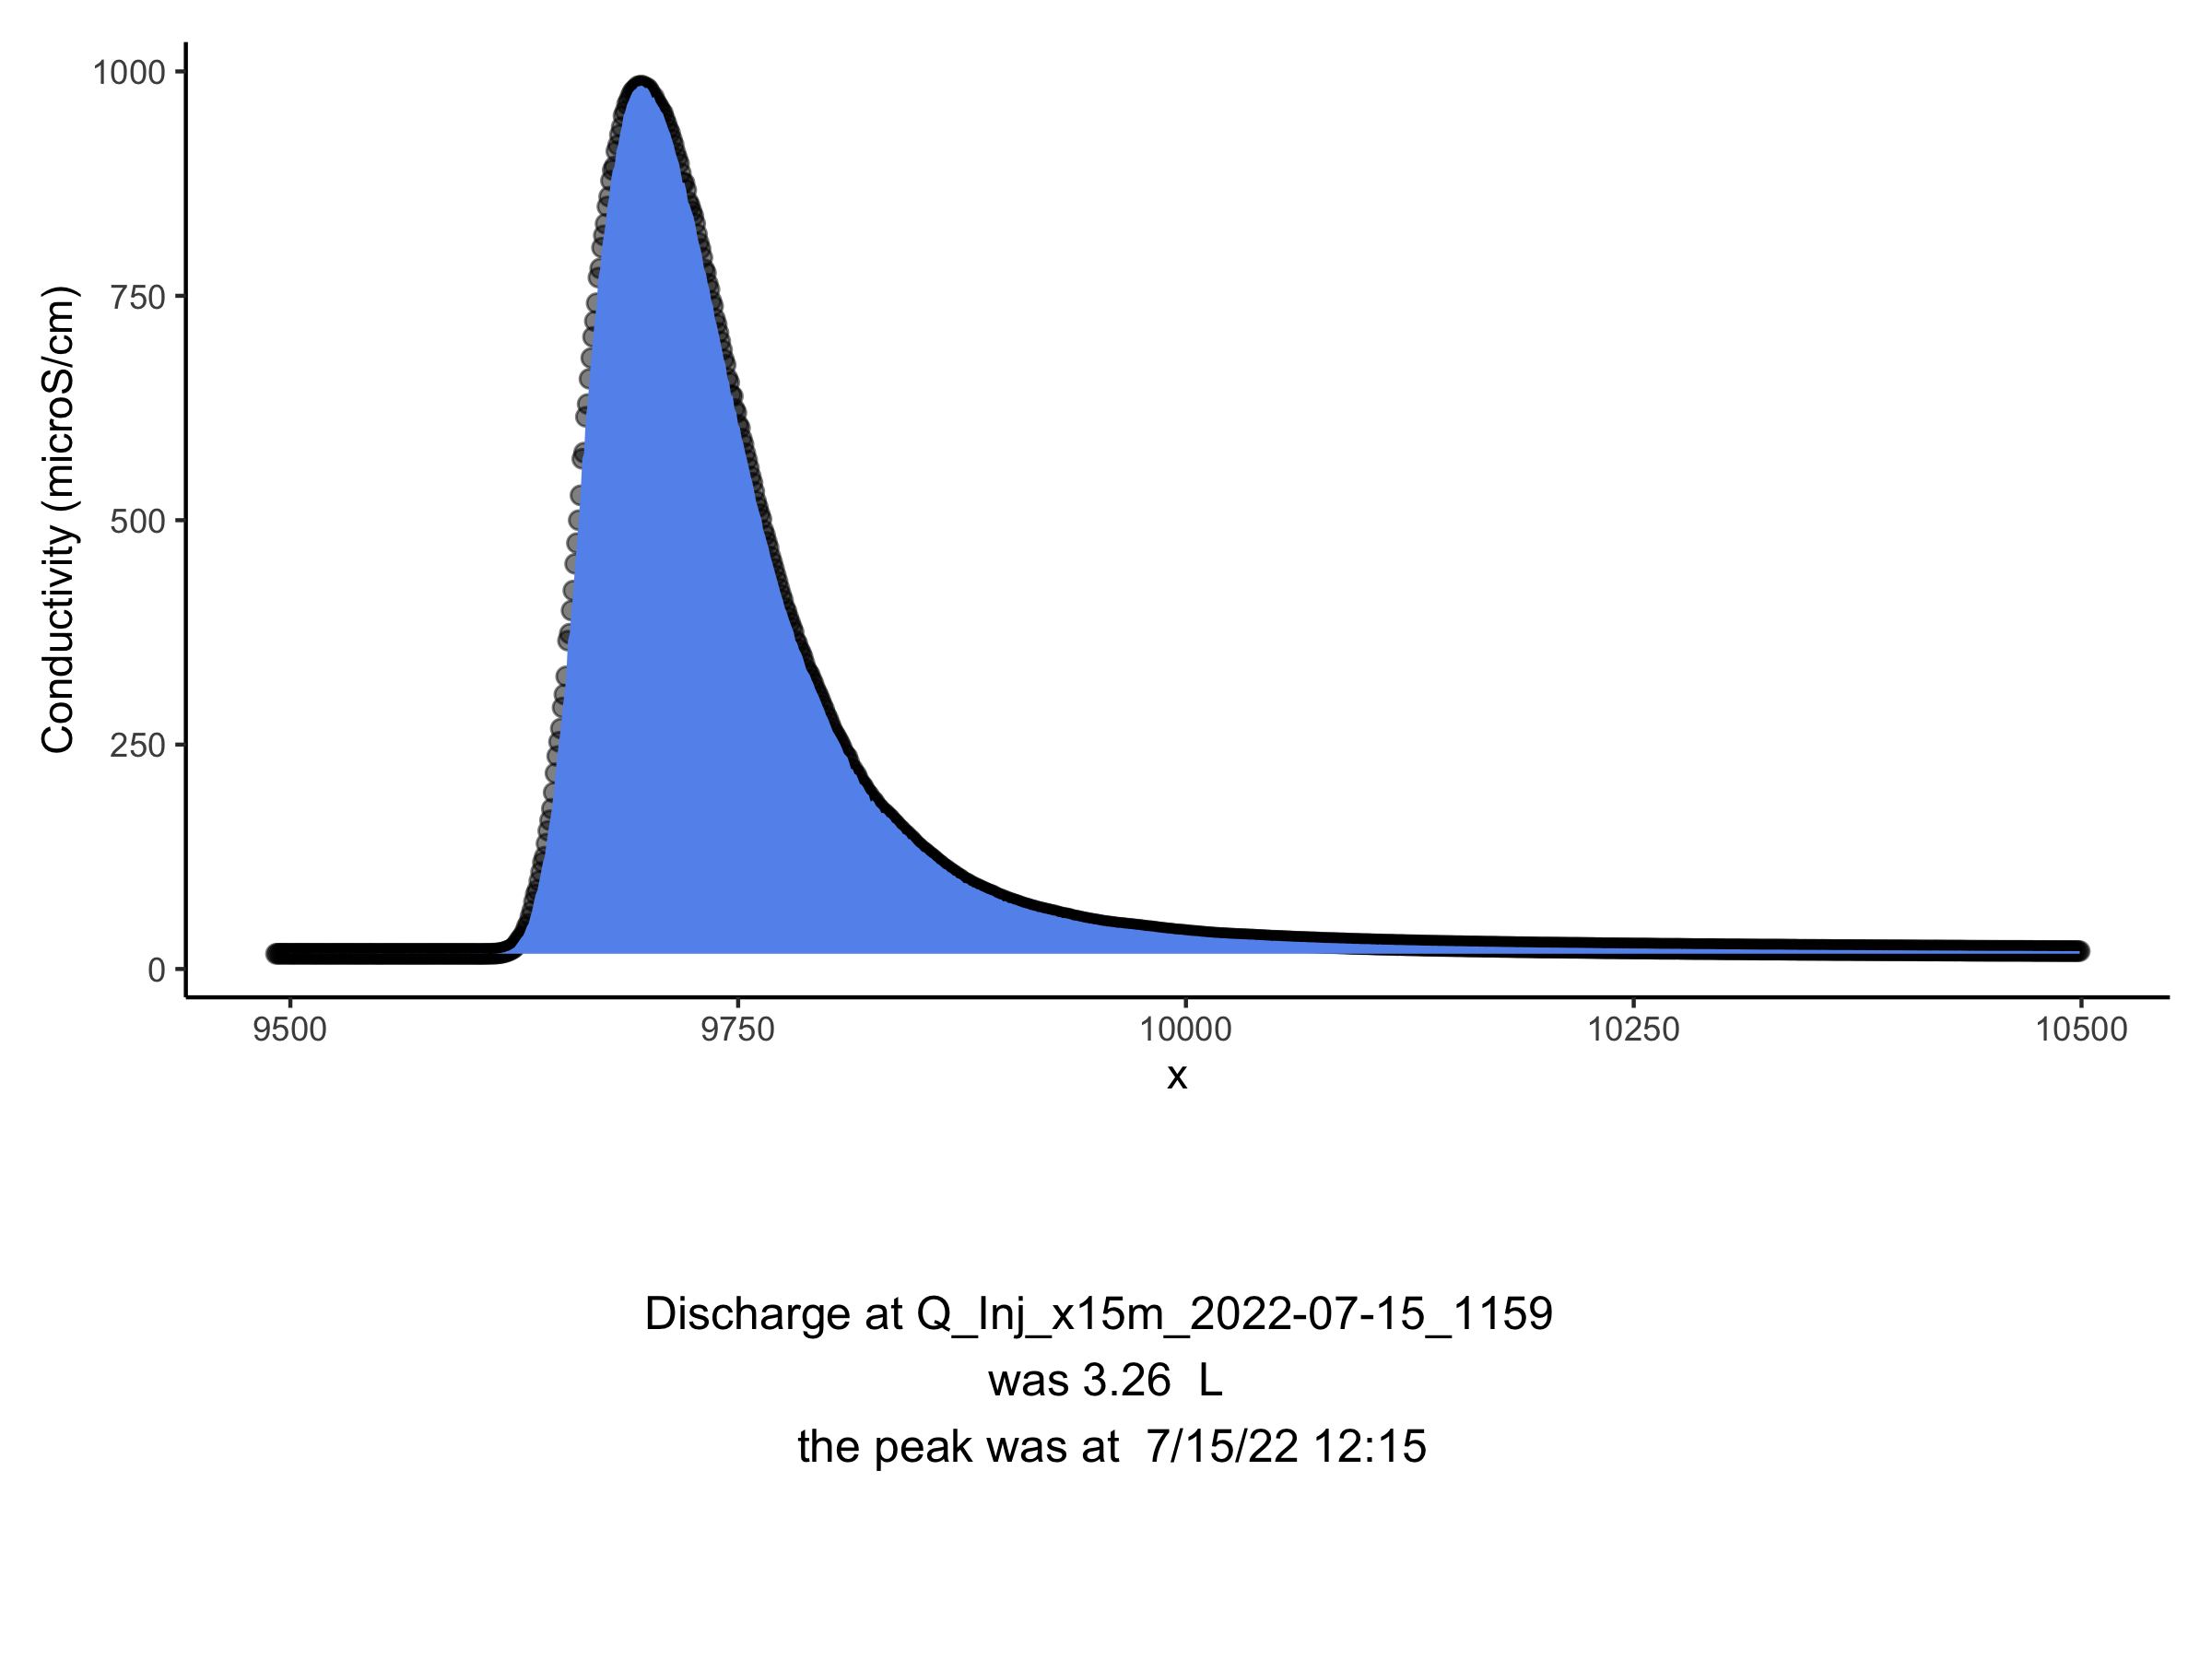 1000
750
500
250
0
Conductivity (microS/cm)
9500 9750 10000 10250 10500
x
Discharge at Q_Inj_x15m_2022-07-15_1159
was 3.26  L
the peak was at  7/15/22 12:15